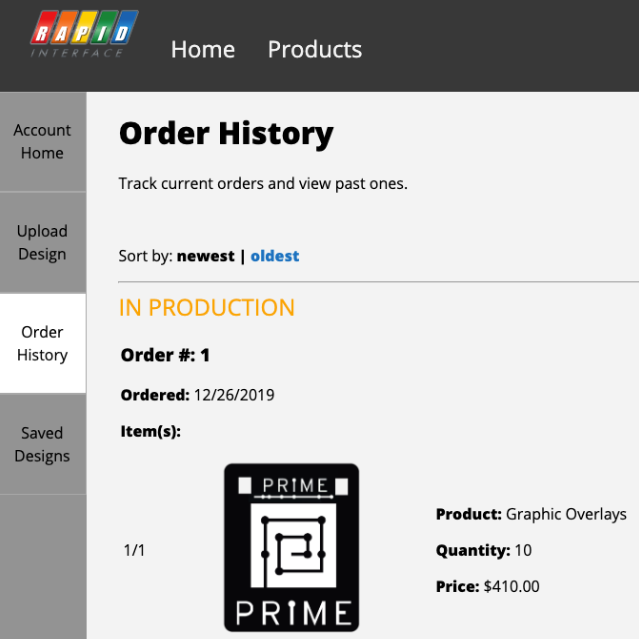 RAPID
INTERFACE
Home Products
Account
Home
Upload
Design
Order
History
Saved
Designs
Order History
Track current orders and view past ones.
Sort by: newest | oldest
IN PRODUCTION
Order #: 1
Ordered: 12/26/2019
Item(s):
1/1
PRIME
PRIME
Product: Graphic Overlays
Quantity: 10
Price: $410.00